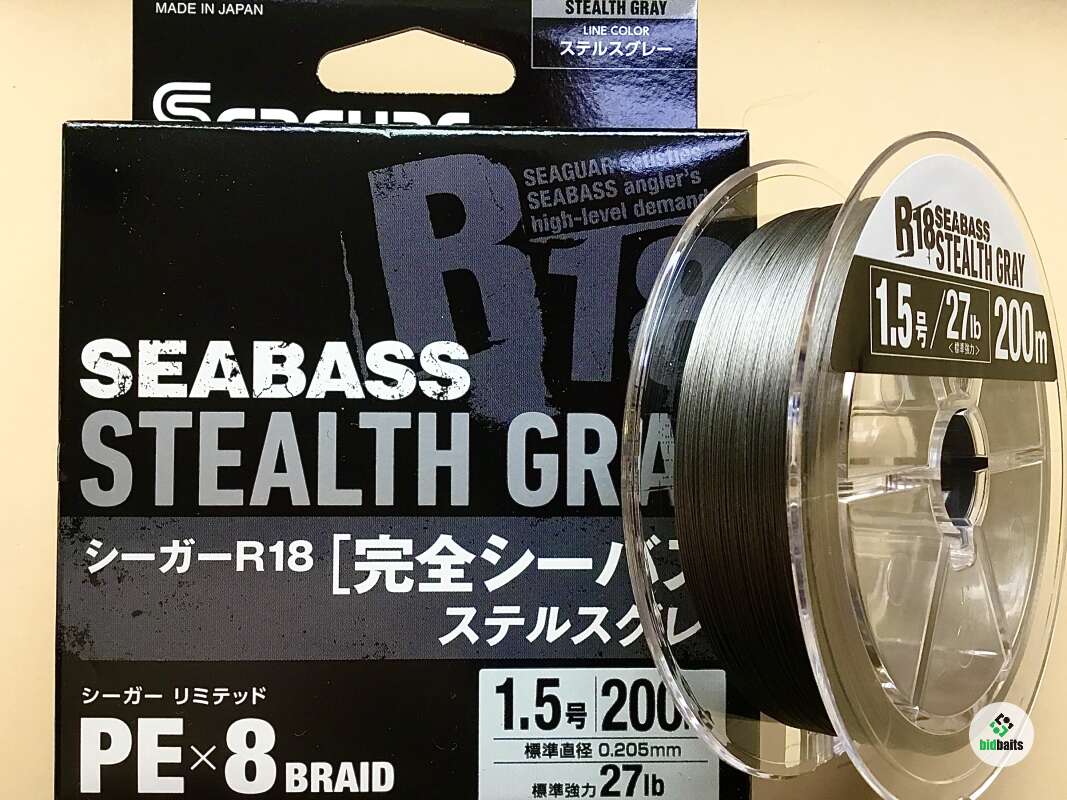 MADE IN JAPAN
STEALTH GRAY
LINE COLOR
ステルスグレー
SEAGUAR
R18
SEAGUAR satisfies
SEABASS angler's
high-level demand
SEABASS
STEALTH GRA
シーガーR18 [完全シーバス
ステルスグレ
シーガー リミテッド
PE×8 BRAID
1.5号 200m
標準直径 0.205mm
標準強力 27lb
R18 SEABASS
STEALTH GRAY
1.5号/27lb 200m
<標準強力>
bidbaits